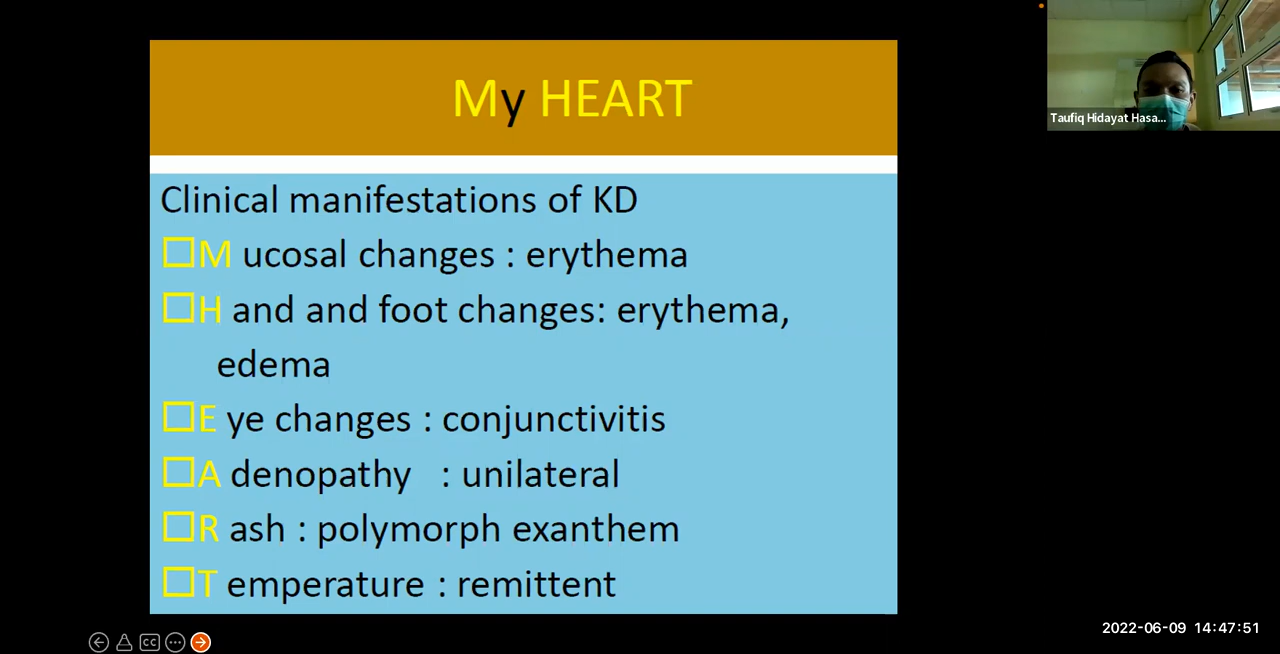 My HEART
Taufiq Hidayat Hasa...
Clinical manifestations of KD
M ucosal changes : erythema
H and and foot changes: erythema,
edema
E ye changes : conjunctivitis
A denopathy : unilateral
R ash : polymorph exanthem
T emperature : remittent
CC
2022-06-09 14:47:51